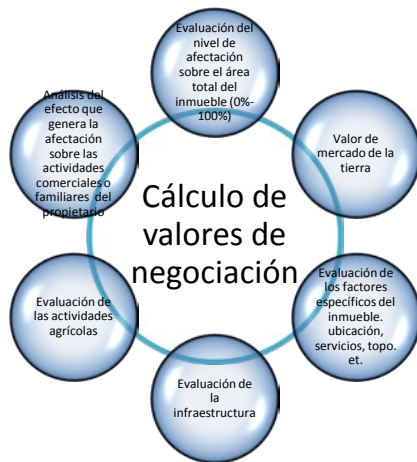 Evaluación del
nivel de
afectación sobre
el área total del
inmueble (0%-
100%)
Valor de
mercado de la
tierra
Evaluación de
los factores
específicos del
inmueble.
ubicación,
servicios, topo.
et.
Evaluación de
la
infraestructura
Evaluación de
las actividades
agrícolas
Análisis del
efecto que
genera la
afectación
sobre las
actividades
comerciales o
familiares del
propietario
Cálculo de
valores de
negociación